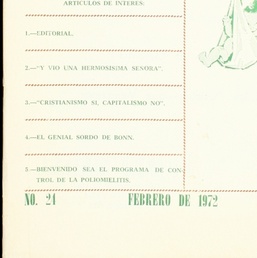 ARTICULOS DE INTERES:
1.—EDITORIAL.
2.—"Y VIO UNA HERMOSISIMA SEÑORA".
3.—"CRISTIANISMO SI, CAPITALISMO NO".
4.—EL GENIAL SORDO DE BONN.
5.—BIENVENIDO SEA EL PROGRAMA DE CON
TROL DE LA POLIOMIELITIS.
NO. 24 FEBRERO DE 1972